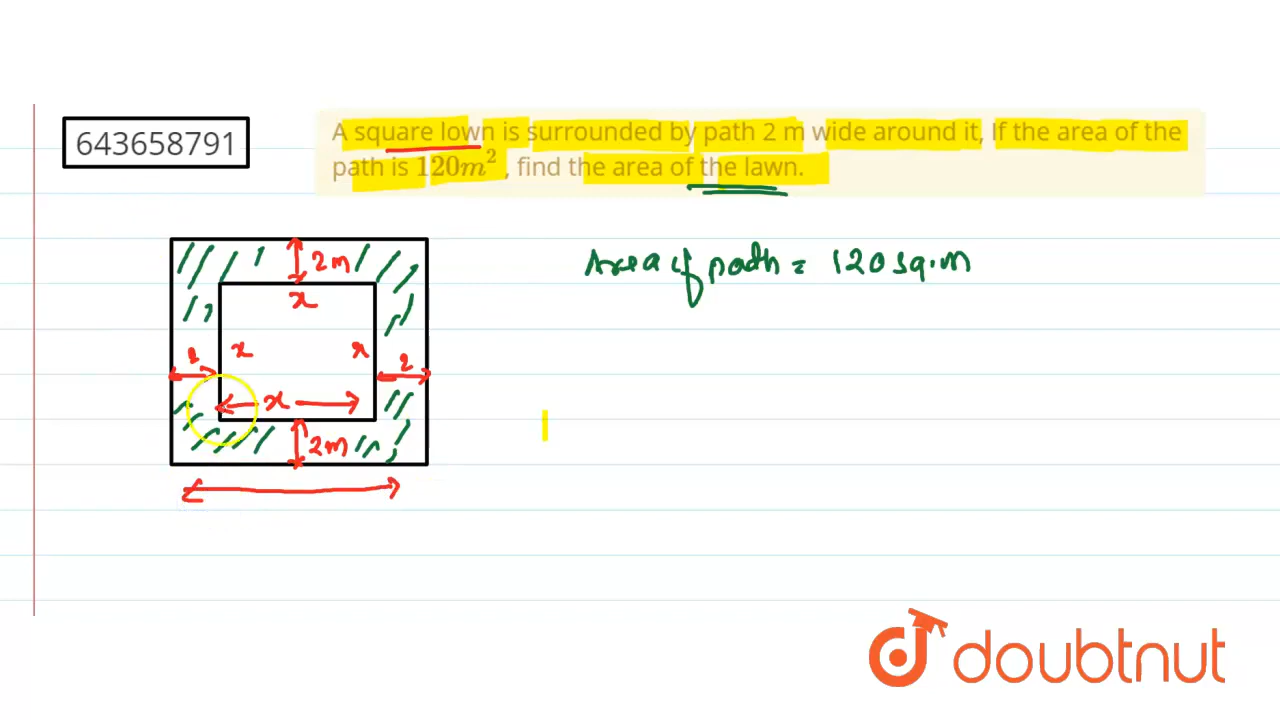 643658791
A square lown is surrounded by path 2 m wide around it, If the area of the
path is 120m², find the area of the lawn.
Area of path = 120 sq.m
2m
x
x
x
2
2
x
2m
doubtnut